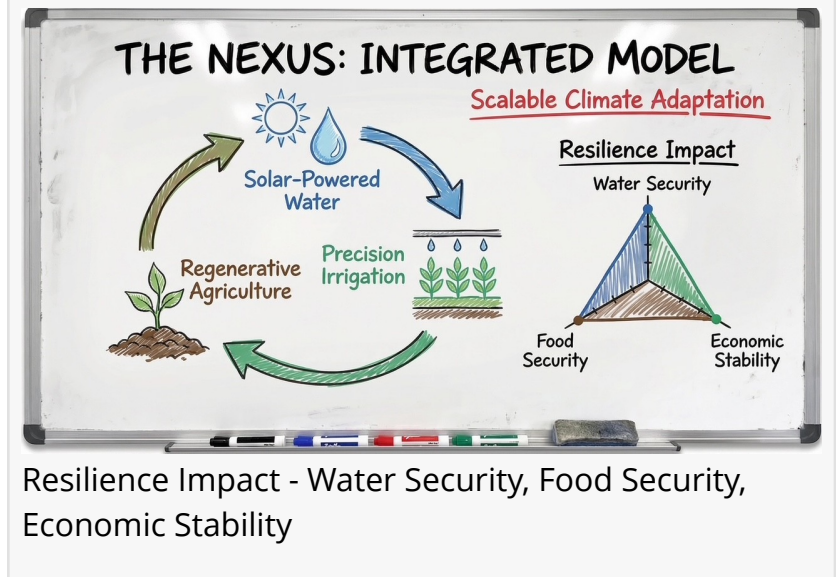 THE NEXUS: INTEGRATED MODEL
Scalable Climate Adaptation
Solar-Powered
Water
Precision
Irrigation
Regenerative
Agriculture
Resilience Impact
Water Security
Food
Security
Economic
Stability
Resilience Impact - Water Security, Food Security,
Economic Stability